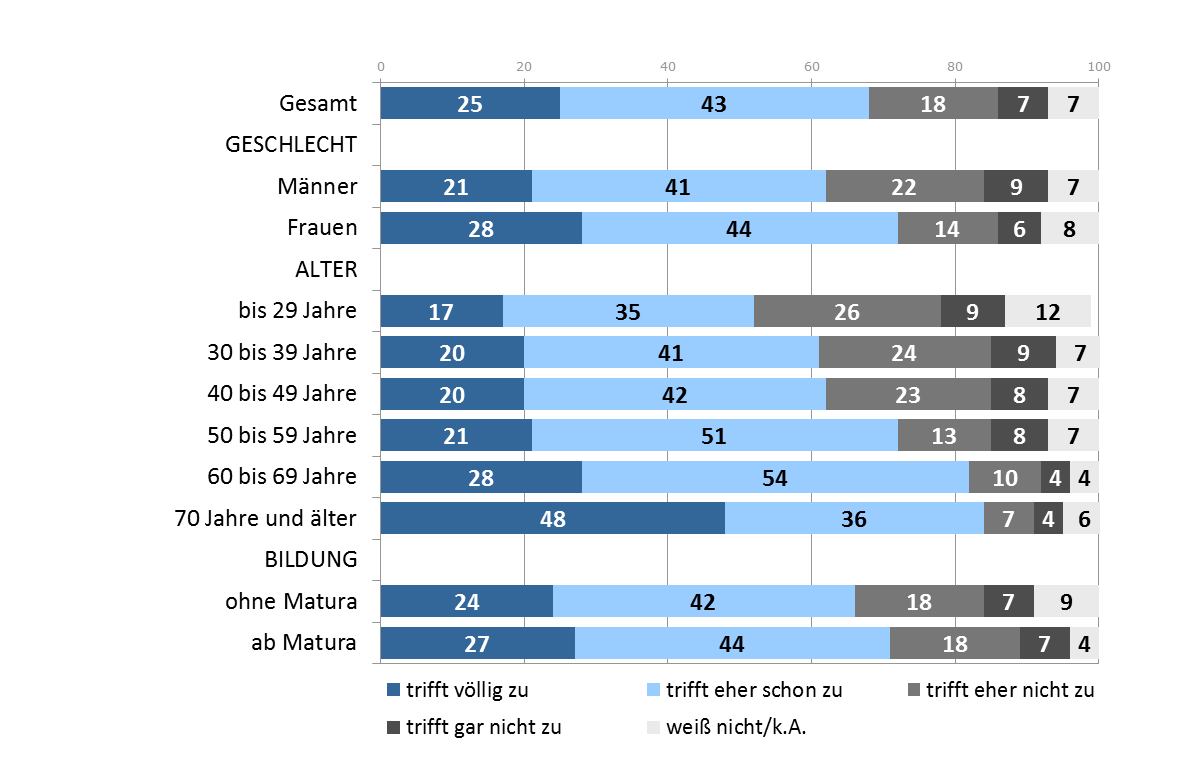 0 20 40 60 80 100
Gesamt 25 43 18 7 7
GESCHLECHT
Männer 21 41 22 9 7
Frauen 28 44 14 6 8
ALTER
bis 29 Jahre 17 35 26 9 12
30 bis 39 Jahre 20 41 24 9 7
40 bis 49 Jahre 20 42 23 8 7
50 bis 59 Jahre 21 51 13 8 7
60 bis 69 Jahre 28 54 10 4 4
70 Jahre und älter 48 36 7 4 6
BILDUNG
ohne Matura 24 42 18 7 9
ab Matura 27 44 18 7 4
trifft völlig zu trifft eher schon zu trifft eher nicht zu
trifft gar nicht zu weiß nicht/k.A.